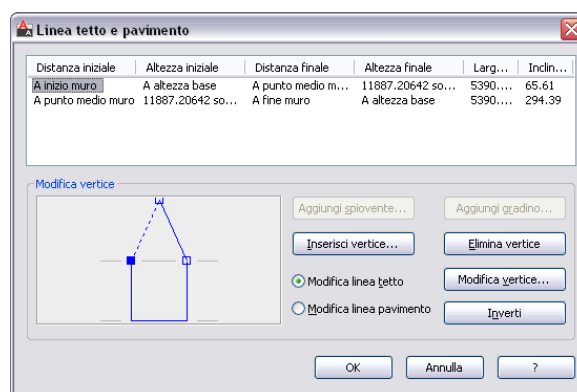 Linea tetto e pavimento
Distanza iniziale Altezza iniziale Distanza finale Altezza finale Larg... Inclin...
A inizio muro A altezza base A punto medio m... 11887.20642 so... 5390.... 65.61
A punto medio muro 11887.20642 so... A fine muro A altezza base 5390.... 294.39
Modifica vertice
Aggiungi spiovente... Aggiungi gradino...
Inserisci vertice... Elimina vertice
Modifica linea tetto Modifica vertice...
Modifica linea pavimento Inverti
OK Annulla ?